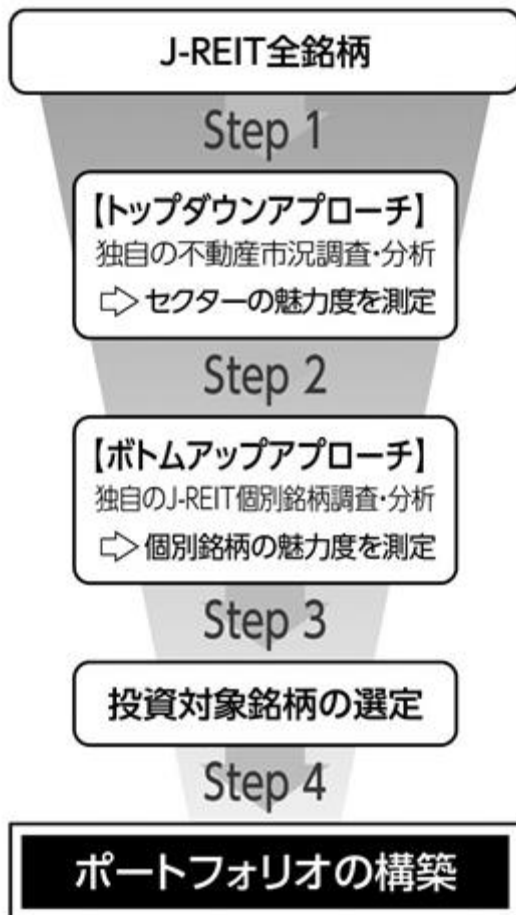 J-REIT全銘柄
Step 1
【トップダウンアプローチ】
独自の不動産市況調査・分析
⇨ セクターの魅力度を測定
Step 2
【ボトムアップアプローチ】
独自のJ-REIT個別銘柄調査・分析
⇨ 個別銘柄の魅力度を測定
Step 3
投資対象銘柄の選定
Step 4
ポートフォリオの構築